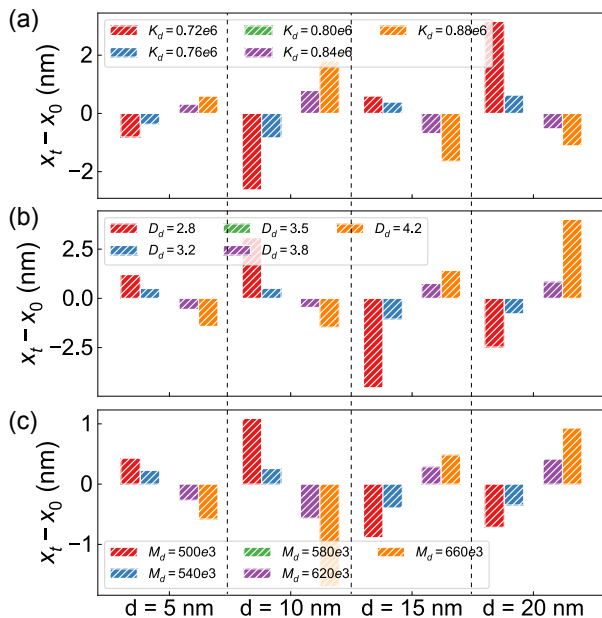 (a)
K_d = 0.72e6 K_d = 0.80e6 K_d = 0.88e6
K_d = 0.76e6 K_d = 0.84e6
x_t − x_0 (nm)
2
0
−2
(b)
D_d = 2.8 D_d = 3.5 D_d = 4.2
D_d = 3.2 D_d = 3.8
x_t − x_0 (nm)
2.5
0.0
−2.5
(c)
x_t − x_0 (nm)
1
0
−1
M_d = 500e3 M_d = 580e3 M_d = 660e3
M_d = 540e3 M_d = 620e3
d = 5 nm d = 10 nm d = 15 nm d = 20 nm